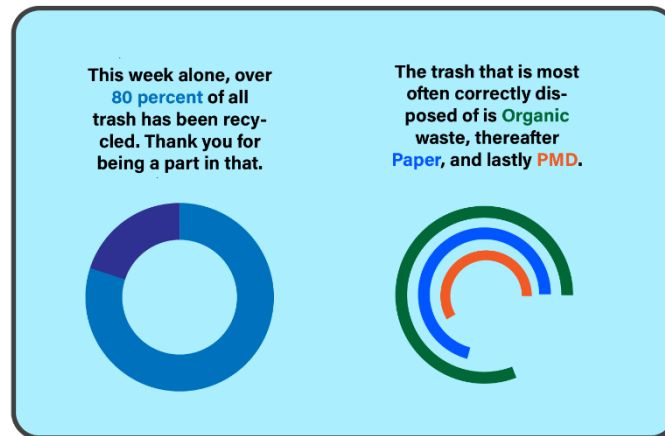 This week alone, over
80 percent of all
trash has been recy-
cled. Thank you for
being a part in that.
The trash that is most
often correctly dis-
posed of is Organic
waste, thereafter
Paper, and lastly PMD.